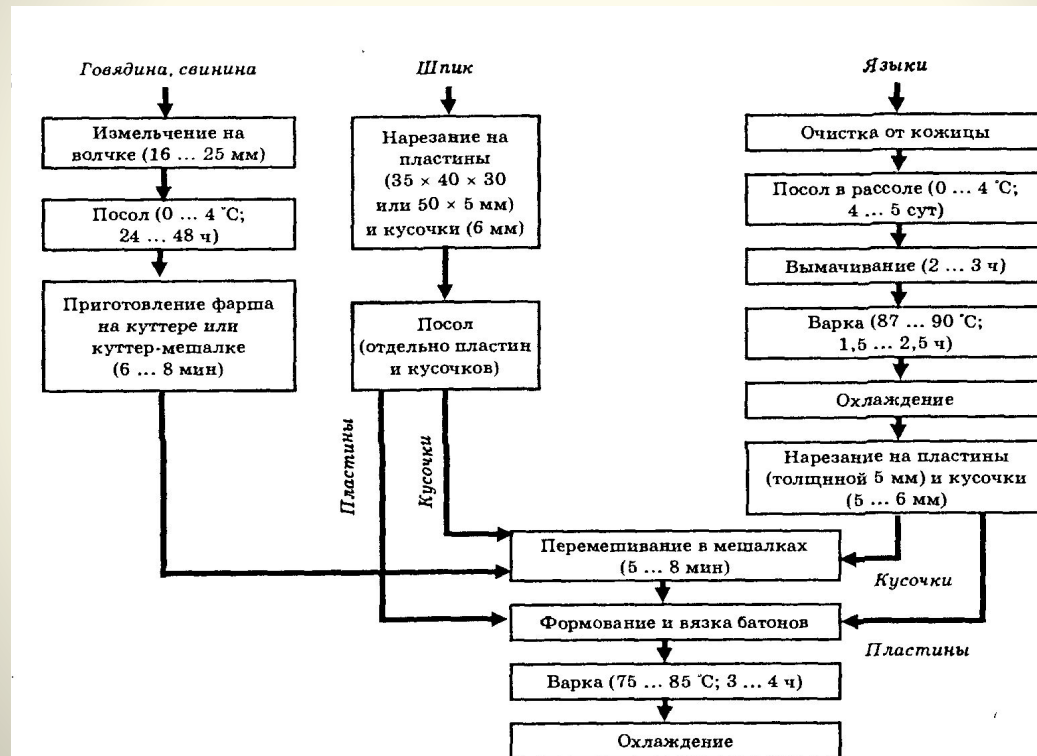 Говядина, свинина
Измельчение на
волчке (16 ... 25 мм)
Посол (0 ... 4 °C;
24 ... 48 ч)
Приготовление фарша
на куттере или
куттер-мешалке
(6 ... 8 мин)
Шпик
Нарезание на
пластины
(35 × 40 × 30
или 50 × 5 мм)
и кусочки (6 мм)
Посол
(отдельно пластин
и кусочков)
Пластины
Кусочки
Языки
Очистка от кожицы
Посол в рассоле (0 ... 4 °C;
4 ... 5 сут)
Вымачивание (2 ... 3 ч)
Варка (87 ... 90 °C;
1,5 ... 2,5 ч)
Охлаждение
Нарезание на пластины
(толщиной 5 мм) и кусочки
(5 ... 6 мм)
Кусочки
Пластины
Перемешивание в мешалках
(5 ... 8 мин)
Формование и вязка батонов
Варка (75 ... 85 °C; 3 ... 4 ч)
Охлаждение